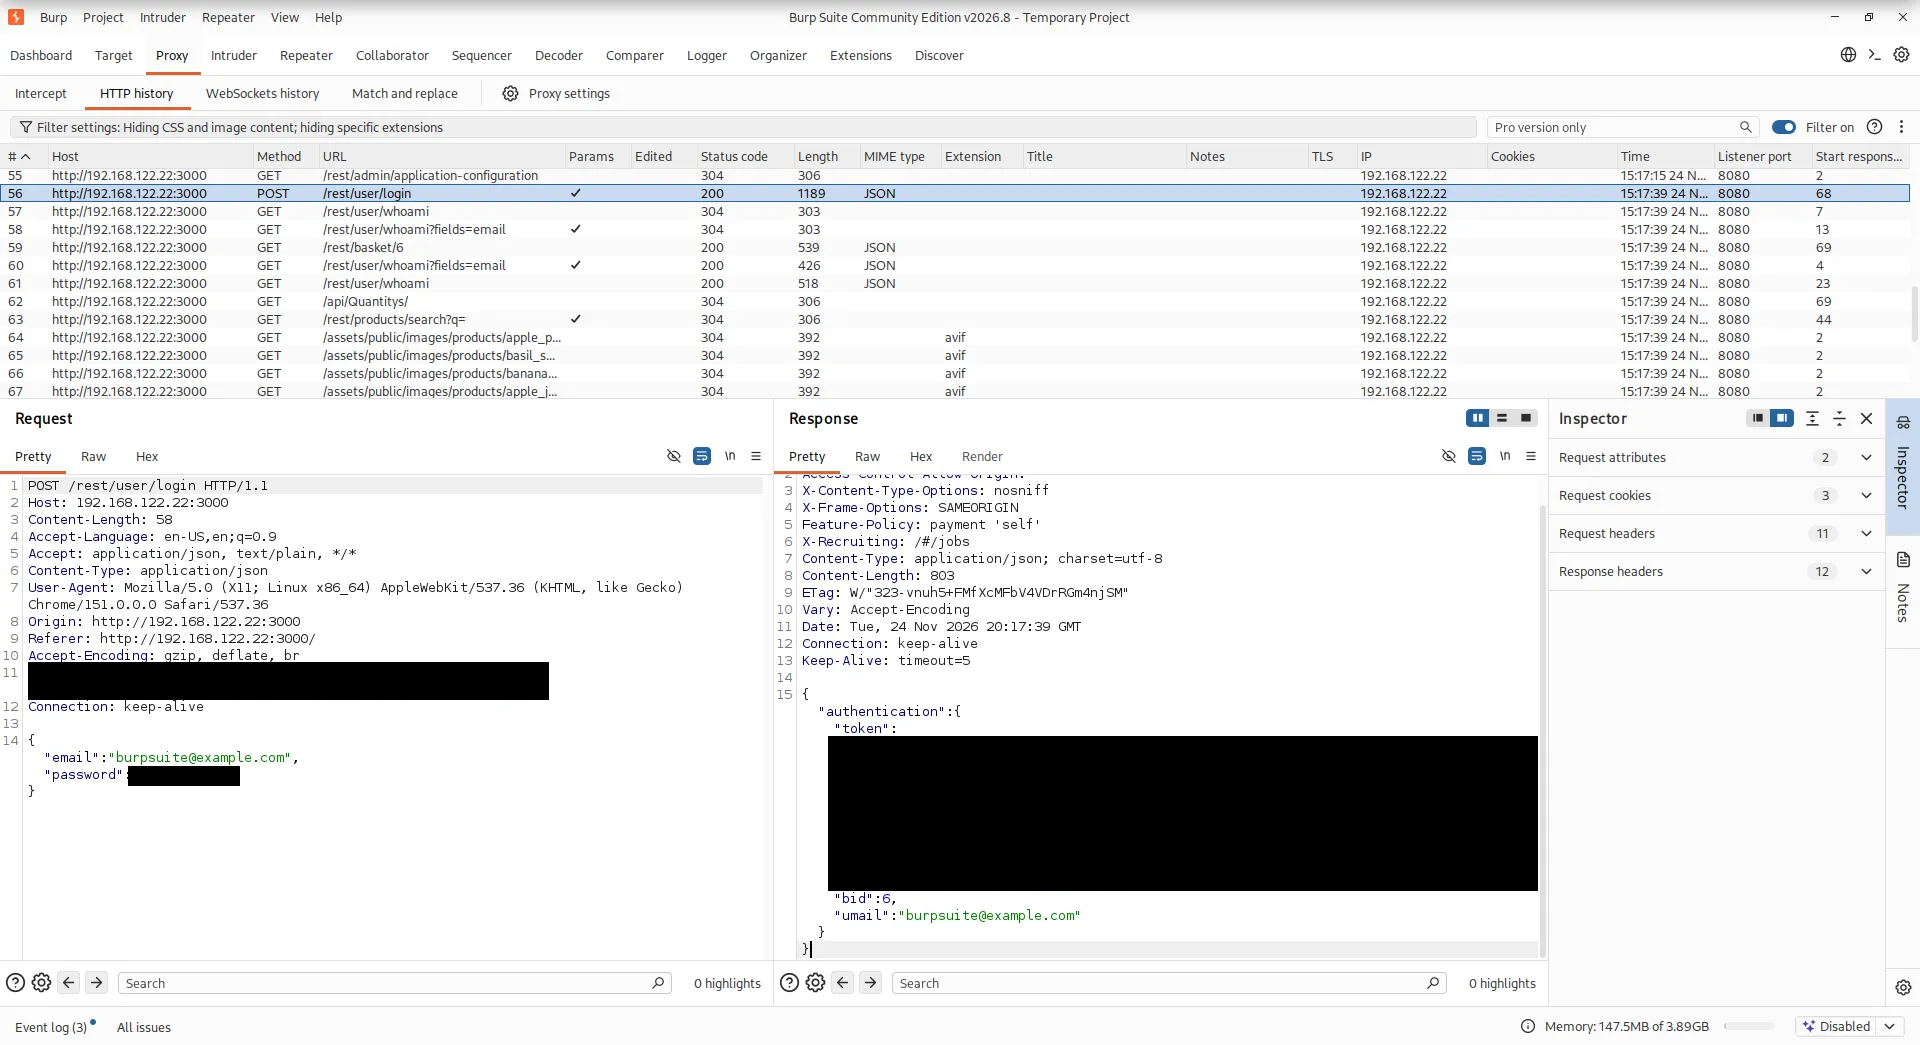 Burp Project Intruder Repeater View Help Burp Suite Community Edition v2026.8 - Temporary Project
Dashboard Target Proxy Intruder Repeater Collaborator Sequencer Decoder Comparer Logger Organizer Extensions Discover
Intercept HTTP history WebSockets history Match and replace Proxy settings
Filter settings: Hiding CSS and image content; hiding specific extensions Pro version only Filter on
# Host Method URL Params Edited Status code Length MIME type Extension Title Notes TLS IP Cookies Time Listener port Start respons...
55 http://192.168.122.22:3000 GET /rest/admin/application-configuration 304 306 192.168.122.22 15:17:15 24 N... 8080 2
56 http://192.168.122.22:3000 POST /rest/user/login ✓ 200 1189 JSON 192.168.122.22 15:17:39 24 N... 8080 68
57 http://192.168.122.22:3000 GET /rest/user/whoami 304 303 192.168.122.22 15:17:39 24 N... 8080 7
58 http://192.168.122.22:3000 GET /rest/user/whoami?fields=email ✓ 304 303 192.168.122.22 15:17:39 24 N... 8080 13
59 http://192.168.122.22:3000 GET /rest/basket/6 200 539 JSON 192.168.122.22 15:17:39 24 N... 8080 69
60 http://192.168.122.22:3000 GET /rest/user/whoami?fields=email ✓ 200 426 JSON 192.168.122.22 15:17:39 24 N... 8080 4
61 http://192.168.122.22:3000 GET /rest/user/whoami 200 518 JSON 192.168.122.22 15:17:39 24 N... 8080 23
62 http://192.168.122.22:3000 GET /api/Quantitys/ 304 306 192.168.122.22 15:17:39 24 N... 8080 69
63 http://192.168.122.22:3000 GET /rest/products/search?q= ✓ 304 306 192.168.122.22 15:17:39 24 N... 8080 44
64 http://192.168.122.22:3000 GET /assets/public/images/products/apple_p... 304 392 avif 192.168.122.22 15:17:39 24 N... 8080 2
65 http://192.168.122.22:3000 GET /assets/public/images/products/basil_s... 304 392 avif 192.168.122.22 15:17:39 24 N... 8080 2
66 http://192.168.122.22:3000 GET /assets/public/images/products/banana... 304 392 avif 192.168.122.22 15:17:39 24 N... 8080 2
67 http://192.168.122.22:3000 GET /assets/public/images/products/apple_j... 304 392 avif 192.168.122.22 15:17:39 24 N... 8080 2
Request
Pretty Raw Hex \n
1 POST /rest/user/login HTTP/1.1
2 Host: 192.168.122.22:3000
3 Content-Length: 58
4 Accept-Language: en-US,en;q=0.9
5 Accept: application/json, text/plain, */*
6 Content-Type: application/json
7 User-Agent: Mozilla/5.0 (X11; Linux x86_64) AppleWebKit/537.36 (KHTML, like Gecko)
Chrome/151.0.0.0 Safari/537.36
8 Origin: http://192.168.122.22:3000
9 Referer: http://192.168.122.22:3000/
10 Accept-Encoding: gzip, deflate, br
11
12 Connection: keep-alive
13
14 {
"email":"burpsuite@example.com",
"password":
}
Search 0 highlights
Response
Pretty Raw Hex Render \n
2 Access-Control-Allow-Origin:
3 X-Content-Type-Options: nosniff
4 X-Frame-Options: SAMEORIGIN
5 Feature-Policy: payment 'self'
6 X-Recruiting: /#/jobs
7 Content-Type: application/json; charset=utf-8
8 Content-Length: 803
9 ETag: W/"323-vnuh5+FMfXcMFbV4VDrRGm4njSM"
10 Vary: Accept-Encoding
11 Date: Tue, 24 Nov 2026 20:17:39 GMT
12 Connection: keep-alive
13 Keep-Alive: timeout=5
14
15 {
"authentication":{
"token":
"bid":6,
"umail":"burpsuite@example.com"
}
}
Search 0 highlights
Inspector
Request attributes 2
Request cookies 3
Request headers 11
Response headers 12
Inspector
Notes
Event log (3) All issues Memory: 147.5MB of 3.89GB Disabled